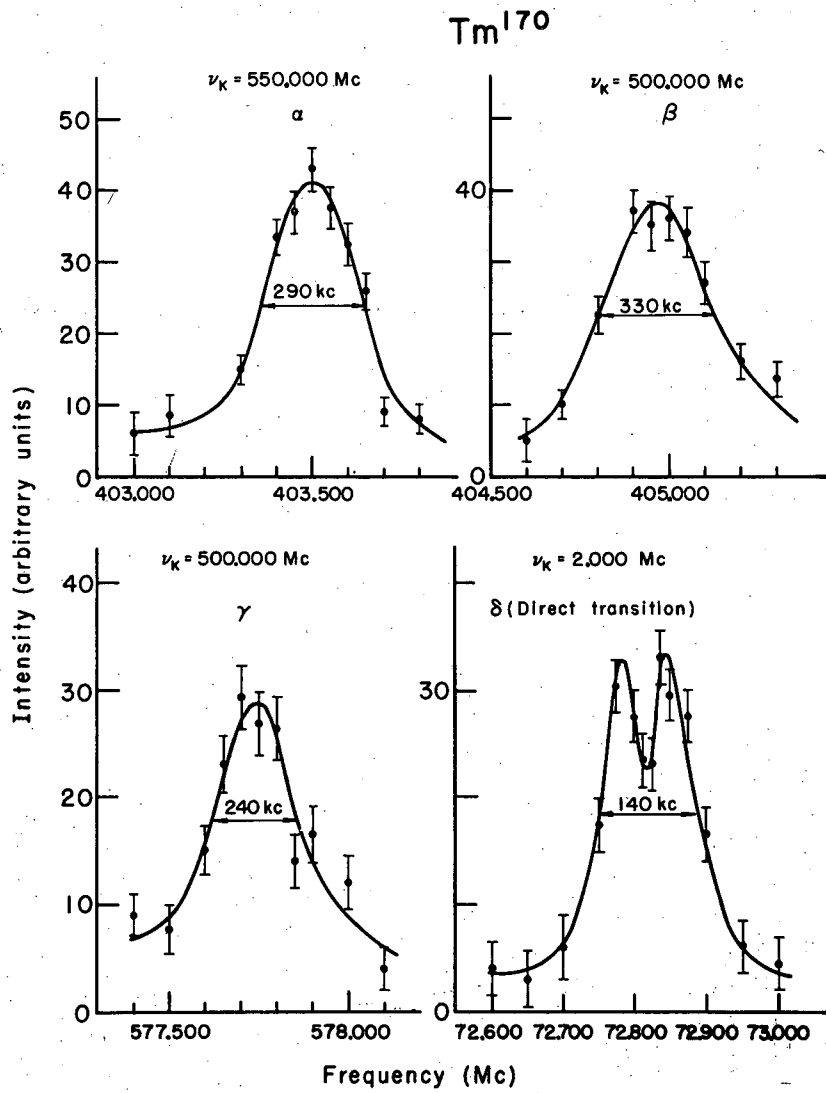 Tm170
νK = 550.000 Mc
α
50
40
30
20
10
0
290 kc
403.000
403.500
νK = 500.000 Mc
β
40
0
330 kc
404.500
405.000
Intensity (arbitrary units)
νK = 500.000 Mc
γ
40
30
20
10
0
240 kc
577.500
578.000
νK = 2.000 Mc
δ (Direct transition)
30
0
140 kc
72.600
72.700
72.800
72.900
73.000
Frequency (Mc)